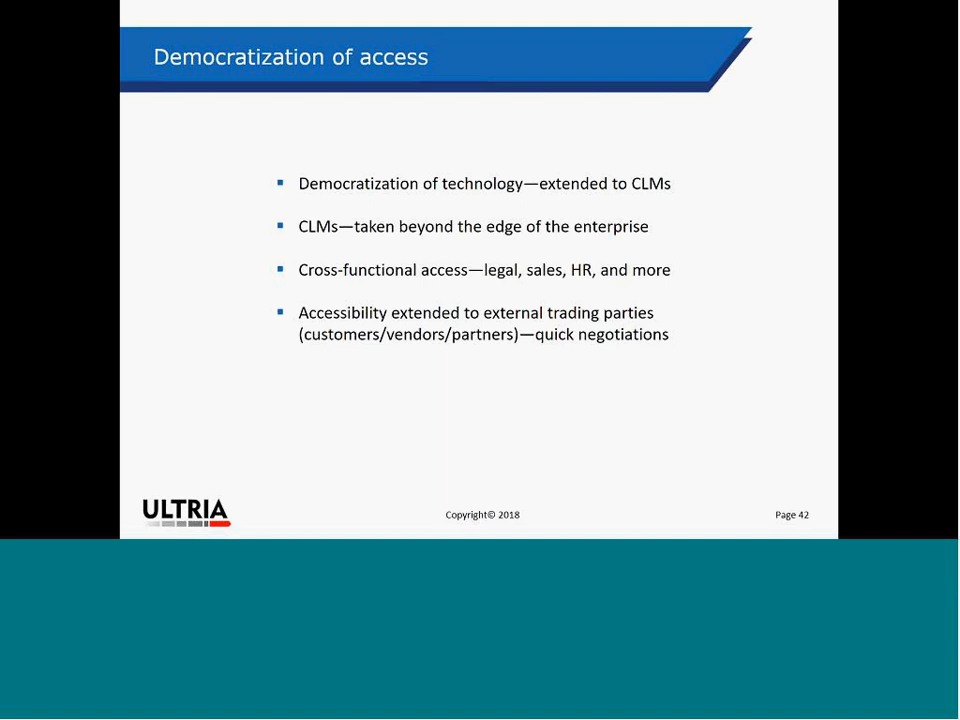 Democratization of access
▪ Democratization of technology—extended to CLMs
▪ CLMs—taken beyond the edge of the enterprise
▪ Cross-functional access—legal, sales, HR, and more
▪ Accessibility extended to external trading parties
(customers/vendors/partners)—quick negotiations
ULTRIA
Copyright© 2018
Page 42